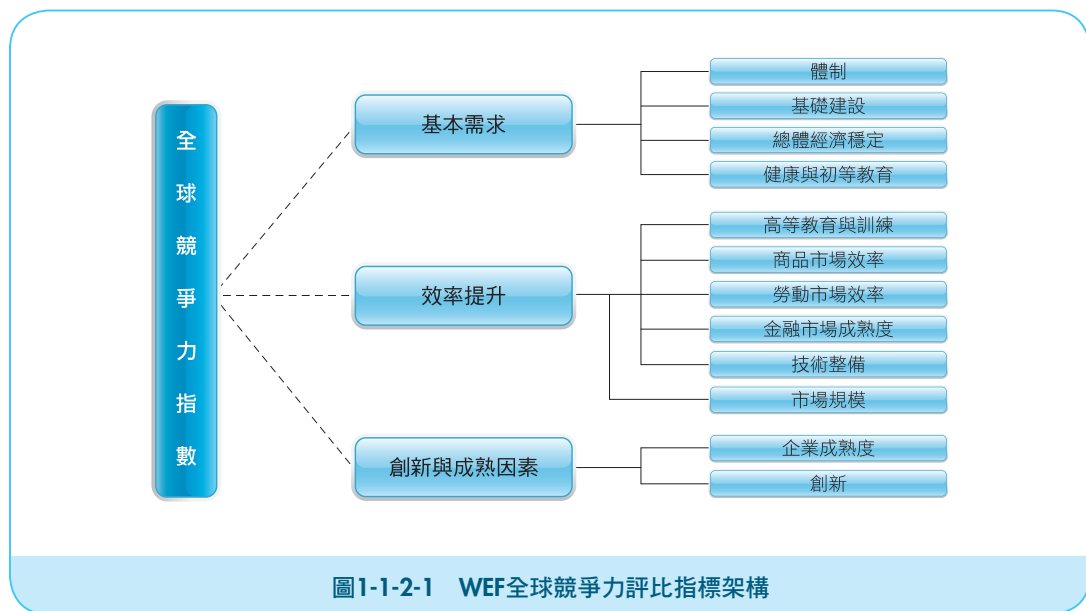 全球競爭力指數
基本需求
體制
基礎建設
總體經濟穩定
健康與初等教育
效率提升
高等教育與訓練
商品市場效率
勞動市場效率
金融市場成熟度
技術整備
市場規模
創新與成熟因素
企業成熟度
創新
圖1-1-2-1 WEF全球競爭力評比指標架構